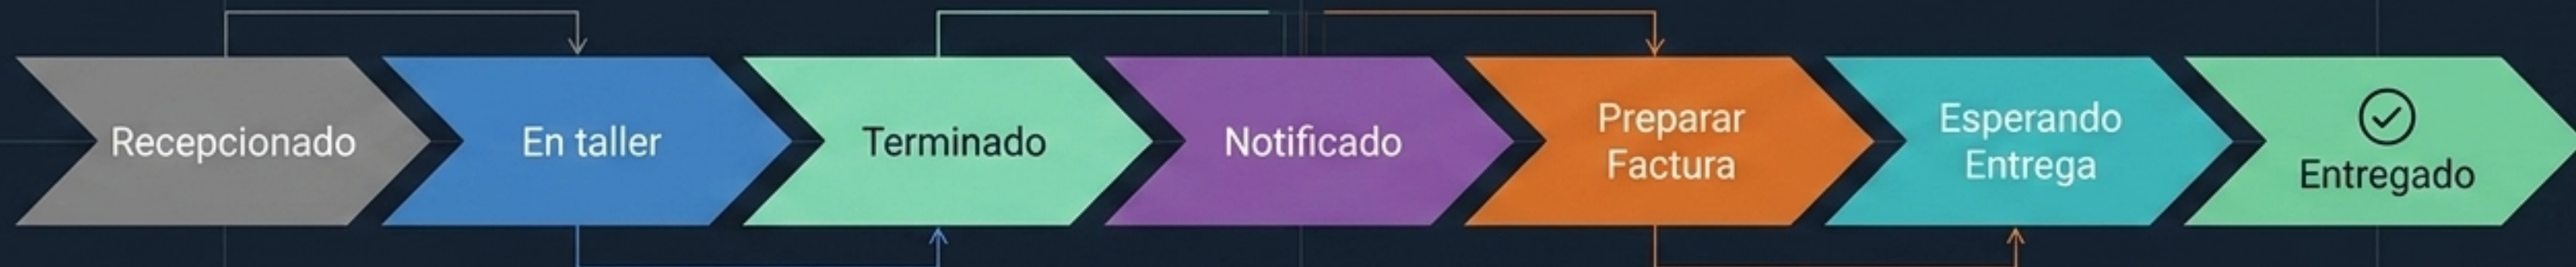 Recepcionado
En taller
Terminado
Notificado
Preparar
Factura
Esperando
Entrega
Entregado